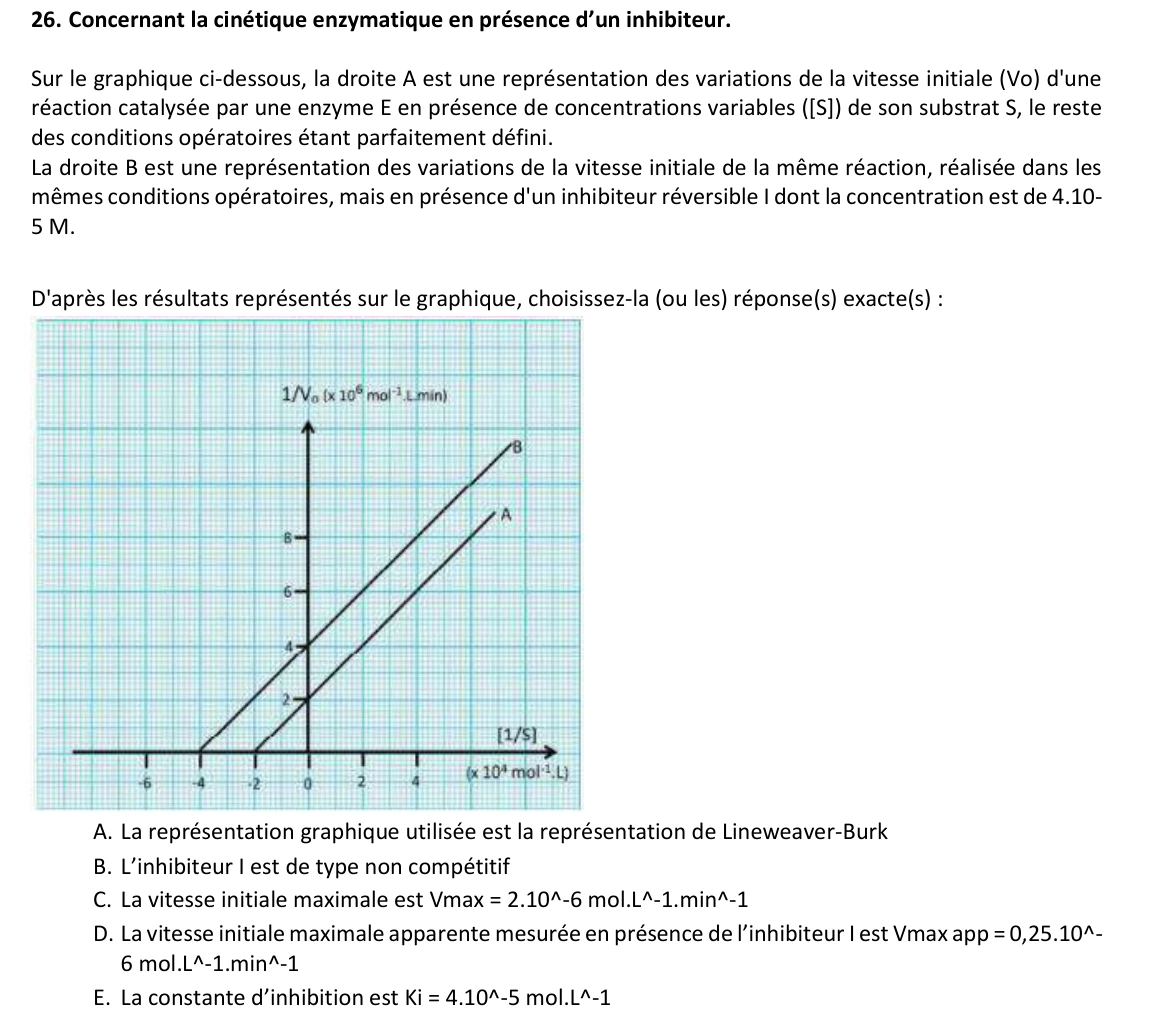 26. Concernant la cinétique enzymatique en présence d’un inhibiteur.
Sur le graphique ci-dessous, la droite A est une représentation des variations de la vitesse initiale (Vo) d'une
réaction catalysée par une enzyme E en présence de concentrations variables ([S]) de son substrat S, le reste
des conditions opératoires étant parfaitement défini.
La droite B est une représentation des variations de la vitesse initiale de la même réaction, réalisée dans les
mêmes conditions opératoires, mais en présence d'un inhibiteur réversible I dont la concentration est de 4.10-
5 M.
D'après les résultats représentés sur le graphique, choisissez-la (ou les) réponse(s) exacte(s) :
1/V₀ (x 10⁶ mol⁻¹.L.min)
B
A
8
6
4
2
[1/S]
-6 -4 -2 0 2 4 (x 10⁴ mol⁻¹.L)
A. La représentation graphique utilisée est la représentation de Lineweaver-Burk
B. L’inhibiteur I est de type non compétitif
C. La vitesse initiale maximale est Vmax = 2.10^-6 mol.L^-1.min^-1
D. La vitesse initiale maximale apparente mesurée en présence de l’inhibiteur I est Vmax app = 0,25.10^-
6 mol.L^-1.min^-1
E. La constante d’inhibition est Ki = 4.10^-5 mol.L^-1